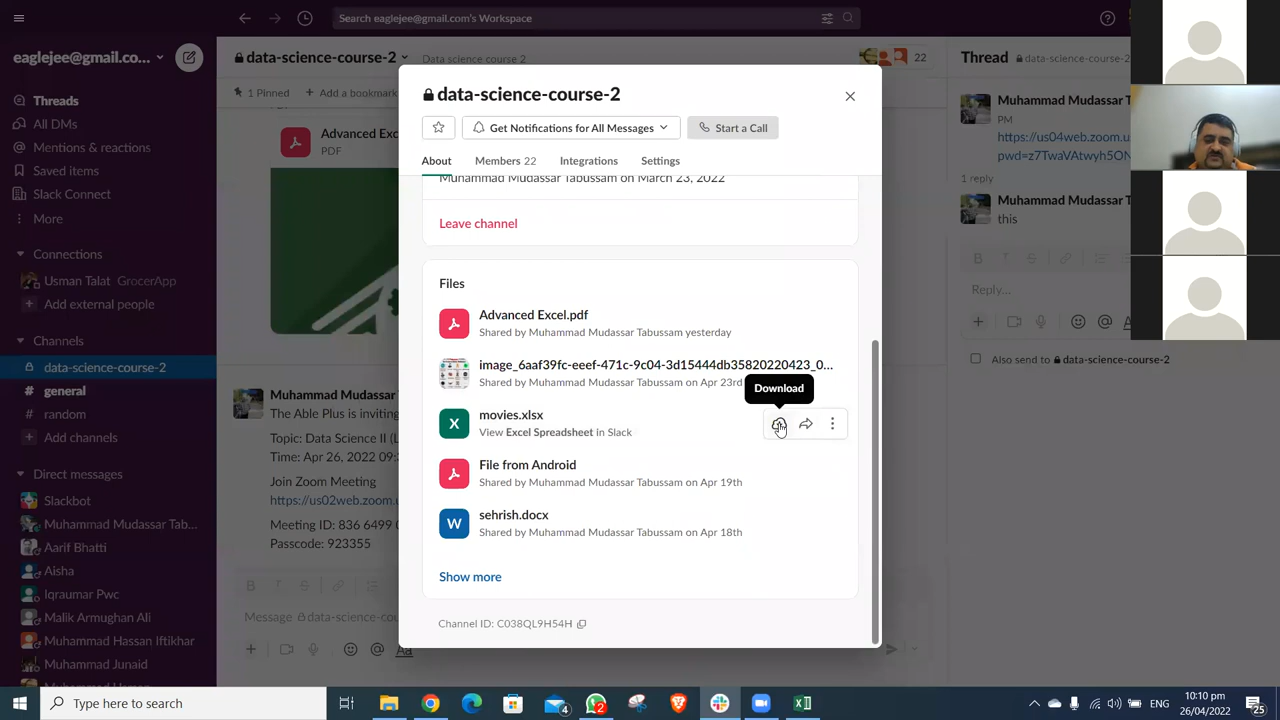 Search eaglejee@gmail.com's Workspace
eaglejee@gmail.co...
Threads
All DMs
Mentions & reactions
Saved items
Slack Connect
More
Connections
Usman Talat GrocerApp
Add external people
Channels
data-science-course-2
general
random
Add channels
Direct messages
Slackbot
Muhammad Mudassar Tab...
Aarif Bhatti
Aisha
Iqraumar Pwc
Malik Armughan Ali
Muhammad Hassan Iftikhar
Muhammad Junaid
data-science-course-2
Data science course 2
22
1 Pinned
Add a bookmark
Advanced Exc
PDF
Muhammad Muda
The Able Plus is inviting
Topic: Data Science II (L
Time: Apr 26, 2022 09:
Join Zoom Meeting
https://us02web.zoom.u
Meeting ID: 836 6499 0
Passcode: 923355
Message data-science-cou
data-science-course-2
Get Notifications for All Messages
Start a Call
About
Members 22
Integrations
Settings
Muhammad Mudassar Tabussam on March 23, 2022
Leave channel
Files
Advanced Excel.pdf
Shared by Muhammad Mudassar Tabussam yesterday
image_6aaf39fc-eeef-471c-9c04-3d15444db35820220423_0...
Shared by Muhammad Mudassar Tabussam on Apr 23rd
Download
movies.xlsx
View Excel Spreadsheet in Slack
File from Android
Shared by Muhammad Mudassar Tabussam on Apr 19th
sehrish.docx
Shared by Muhammad Mudassar Tabussam on Apr 18th
Show more
Channel ID: C038QL9H54H
Thread data-science-course-
Muhammad Mudassar T
PM
https://us04web.zoom.
pwd=z7TwaVAtwyh5ON
1 reply
Muhammad Mudassar T
this
Reply...
Also send to data-science-course-2
Type here to search
4
2
10:10 pm
26/04/2022
25